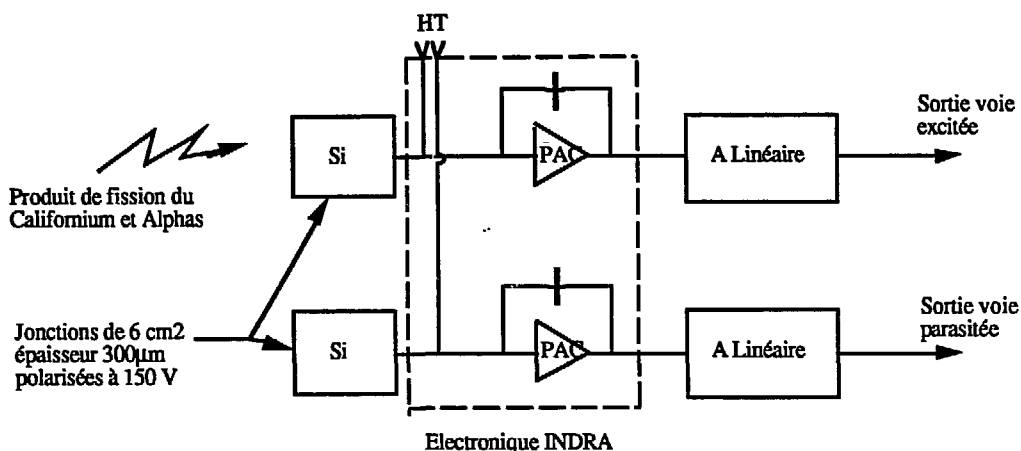 HT
Si
PAC
A Linéaire
Sortie voie
excitée
Produit de fission du
Californium et Alphas
Jonctions de 6 cm2
épaisseur 300µm
polarisées à 150 V
Si
PAC
A Linéaire
Sortie voie
parasitée
Electronique INDRA